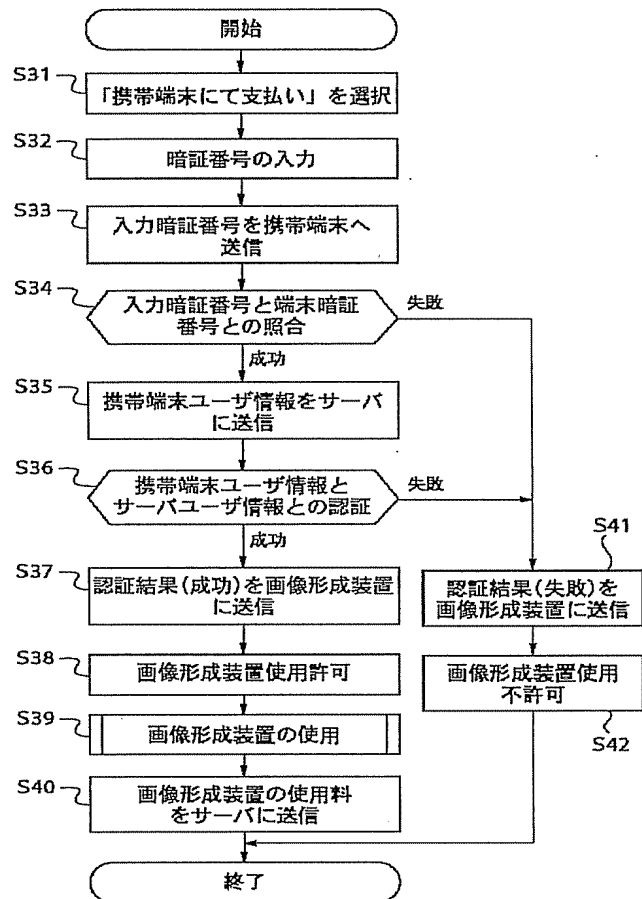 開始
S31
「携帯端末にて支払い」を選択
S32
暗証番号の入力
S33
入力暗証番号を携帯端末へ
送信
S34
入力暗証番号と端末暗証
番号との照合
失敗
成功
S35
携帯端末ユーザ情報をサーバ
に送信
S36
携帯端末ユーザ情報と
サーバユーザ情報との認証
失敗
成功
S37
認証結果(成功)を画像形成装置
に送信
S41
認証結果(失敗)を
画像形成装置に送信
S38
画像形成装置使用許可
画像形成装置使用
不許可
S42
S39
画像形成装置の使用
S40
画像形成装置の使用料
をサーバに送信
終了